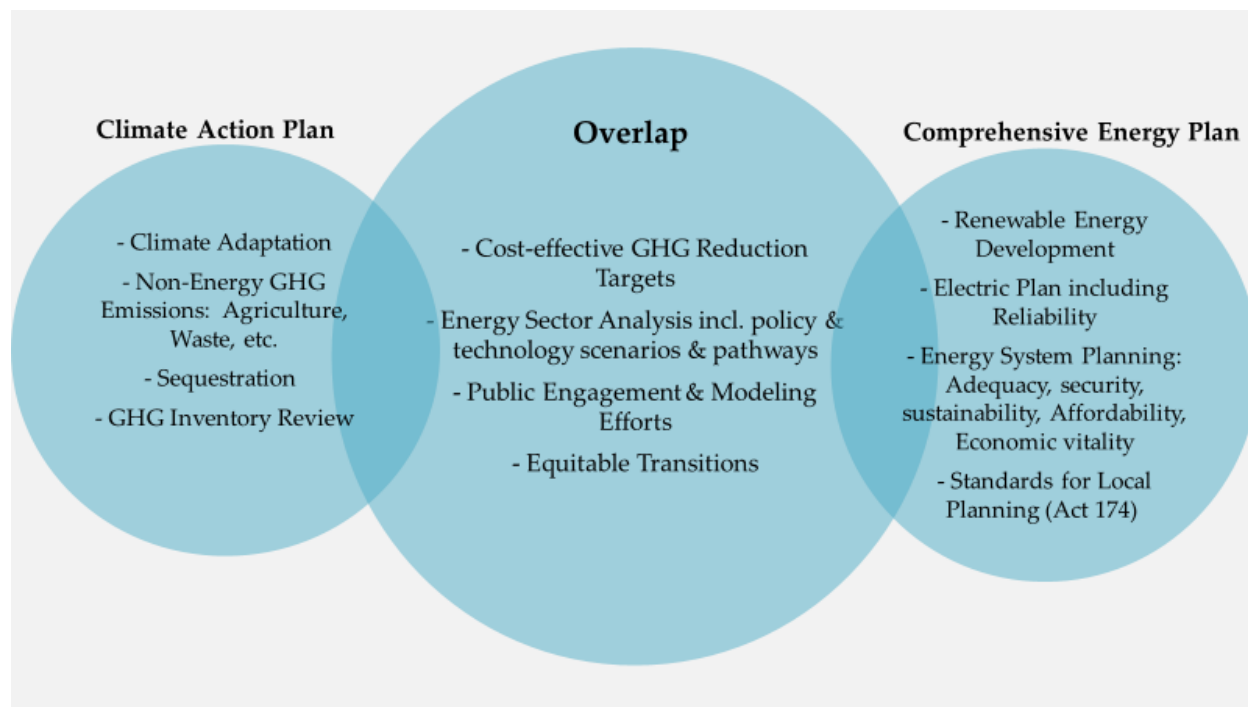 Climate Action Plan
- Climate Adaptation
- Non-Energy GHG
Emissions: Agriculture,
Waste, etc.
- Sequestration
- GHG Inventory Review
Overlap
- Cost-effective GHG Reduction
Targets
- Energy Sector Analysis incl. policy &
technology scenarios & pathways
- Public Engagement & Modeling
Efforts
- Equitable Transitions
Comprehensive Energy Plan
- Renewable Energy
Development
- Electric Plan including
Reliability
- Energy System Planning:
Adequacy, security,
sustainability, Affordability,
Economic vitality
- Standards for Local
Planning (Act 174)